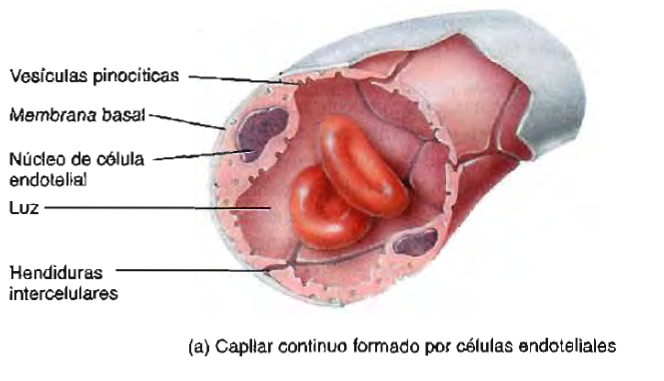 Vesículas pinocíticas
Membrana basal
Núcleo de célula
endotelial
Luz
Hendiduras
intercelulares
(a) Capilar continuo formado por células endoteliales